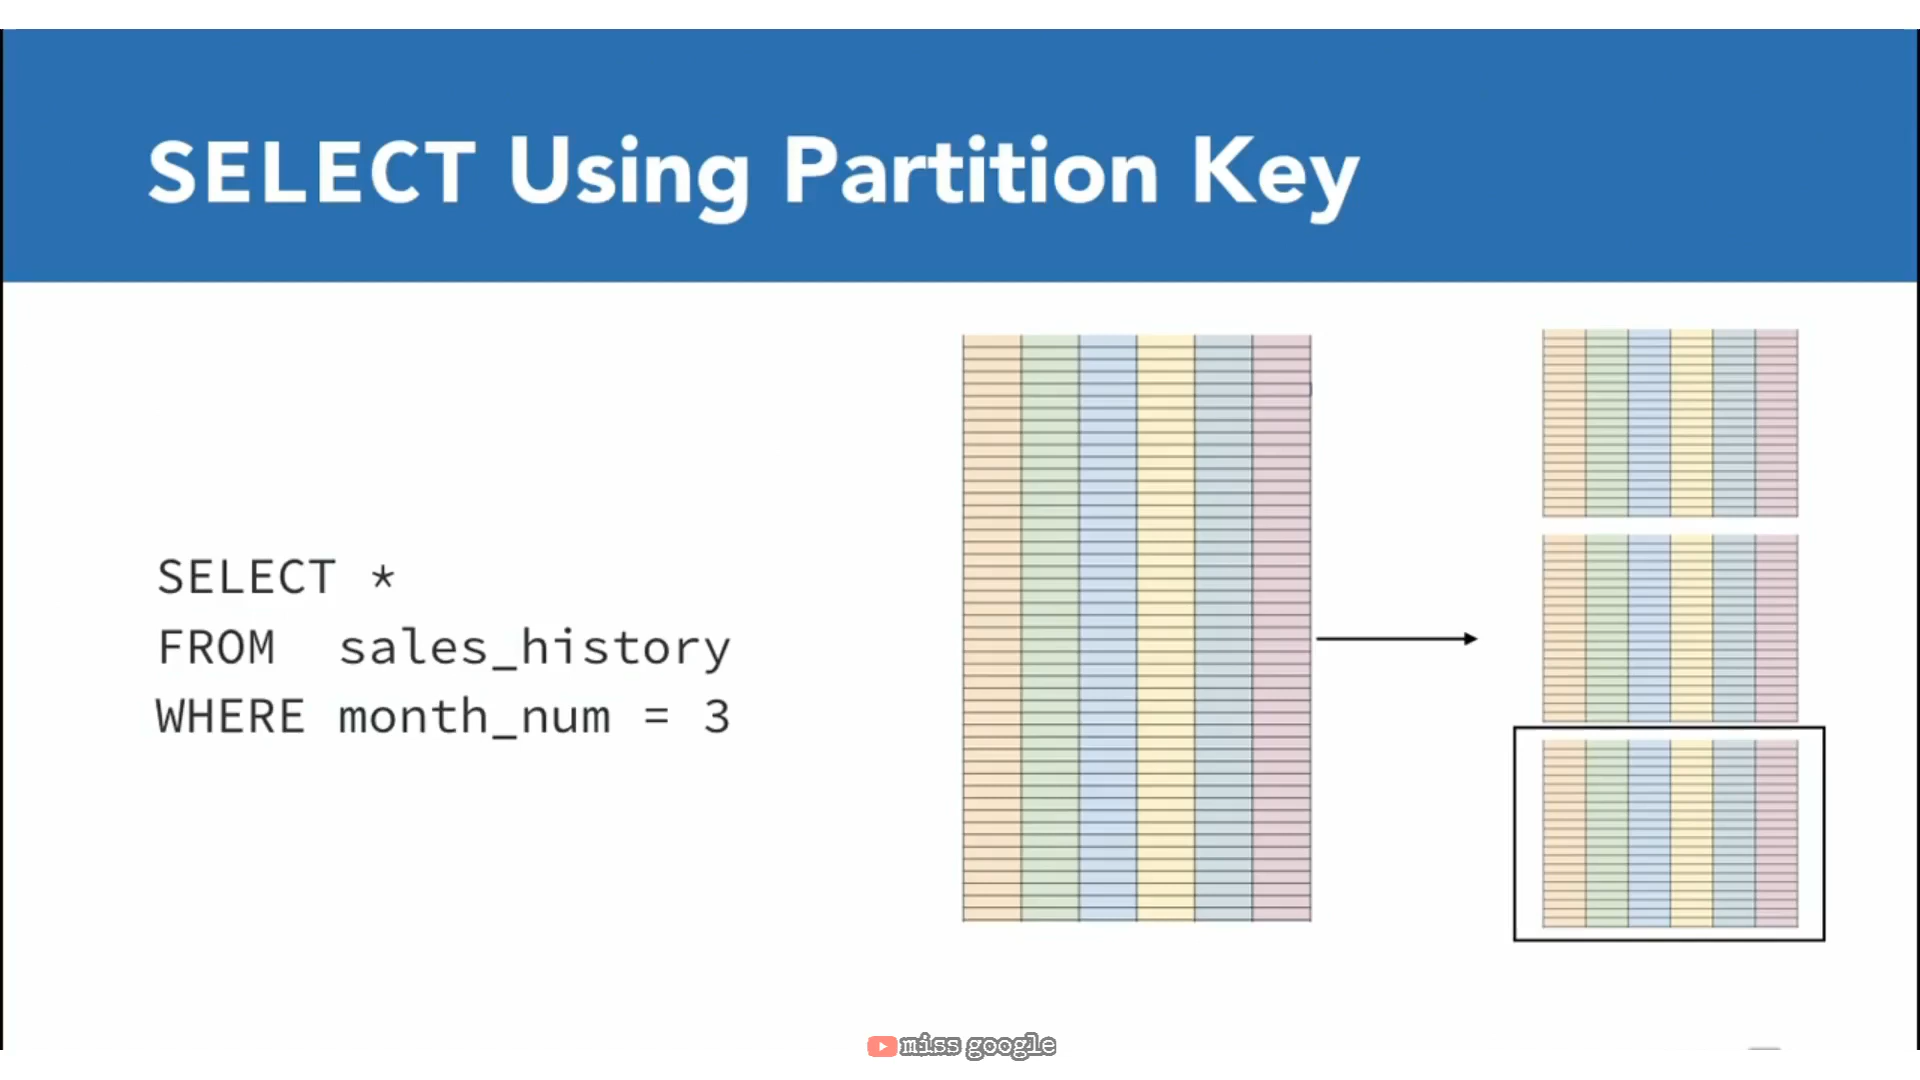 SELECT Using Partition Key
SELECT *
FROM sales_history
WHERE month_num = 3
miss google